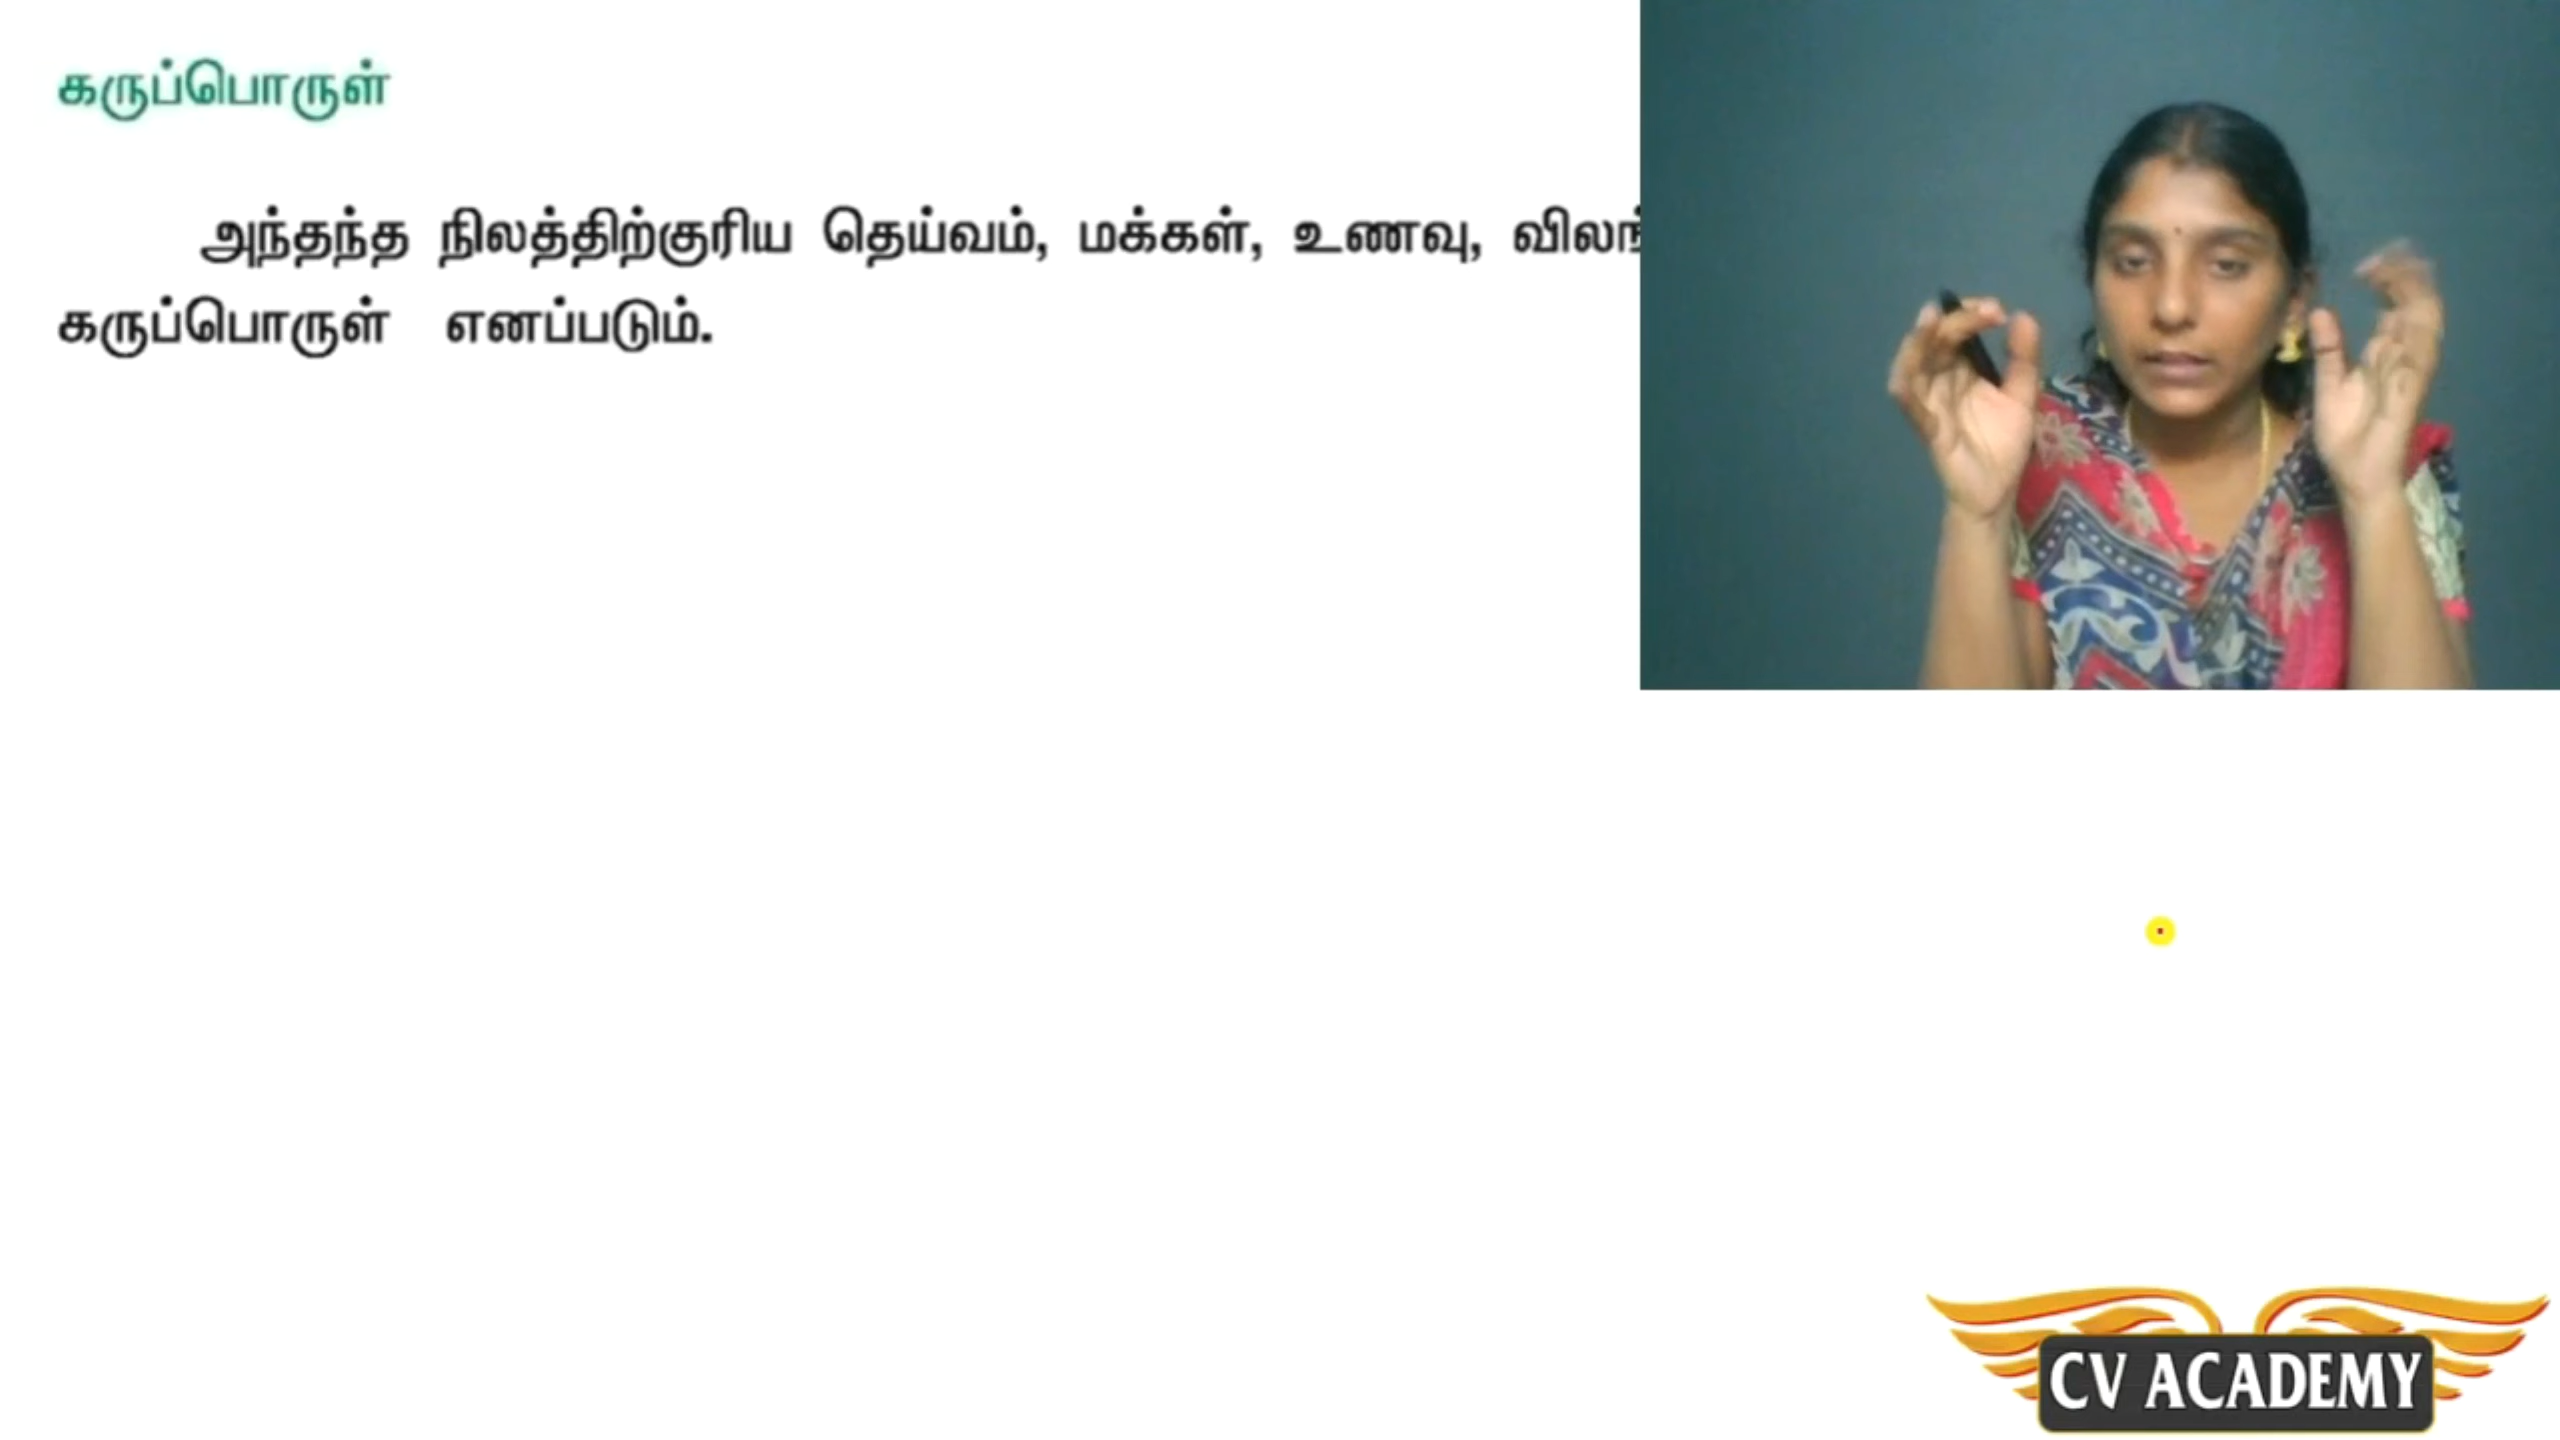 கருப்பொருள்
அந்தந்த நிலத்திற்குரிய தெய்வம், மக்கள், உணவு,
கருப்பொருள் எனப்படும்.
CV ACADEMY